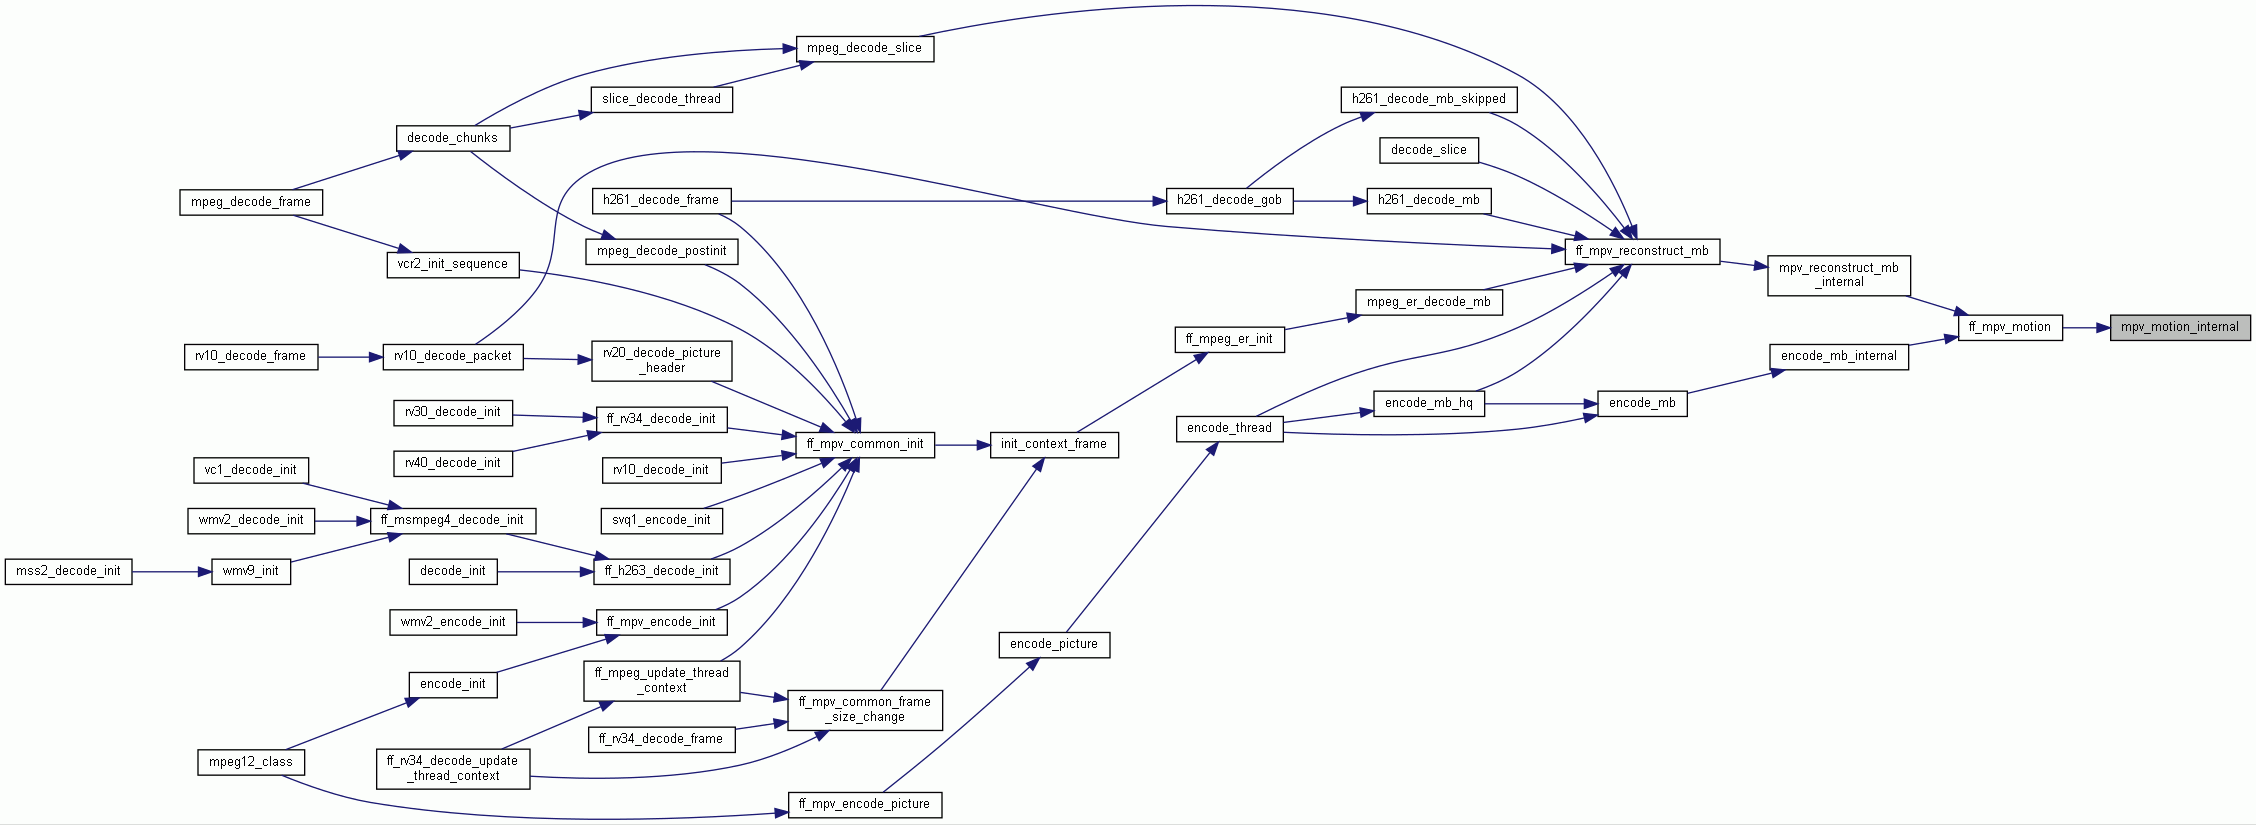 mpeg_decode_slice
slice_decode_thread
h261_decode_mb_skipped
decode_chunks
decode_slice
mpeg_decode_frame
h261_decode_frame
h261_decode_gob
h261_decode_mb
mpeg_decode_postinit
ff_mpv_reconstruct_mb
vcr2_init_sequence
mpv_reconstruct_mb
_internal
mpeg_er_decode_mb
ff_mpv_motion
mpv_motion_internal
ff_mpeg_er_init
rv10_decode_frame
rv10_decode_packet
rv20_decode_picture
_header
encode_mb_internal
rv30_decode_init
ff_rv34_decode_init
encode_mb_hq
encode_mb
encode_thread
ff_mpv_common_init
init_context_frame
rv40_decode_init
vc1_decode_init
rv10_decode_init
wmv2_decode_init
ff_msmpeg4_decode_init
svq1_encode_init
mss2_decode_init
wmv9_init
decode_init
ff_h263_decode_init
wmv2_encode_init
ff_mpv_encode_init
encode_picture
encode_init
ff_mpeg_update_thread
_context
ff_mpv_common_frame
_size_change
ff_rv34_decode_frame
mpeg12_class
ff_rv34_decode_update
_thread_context
ff_mpv_encode_picture